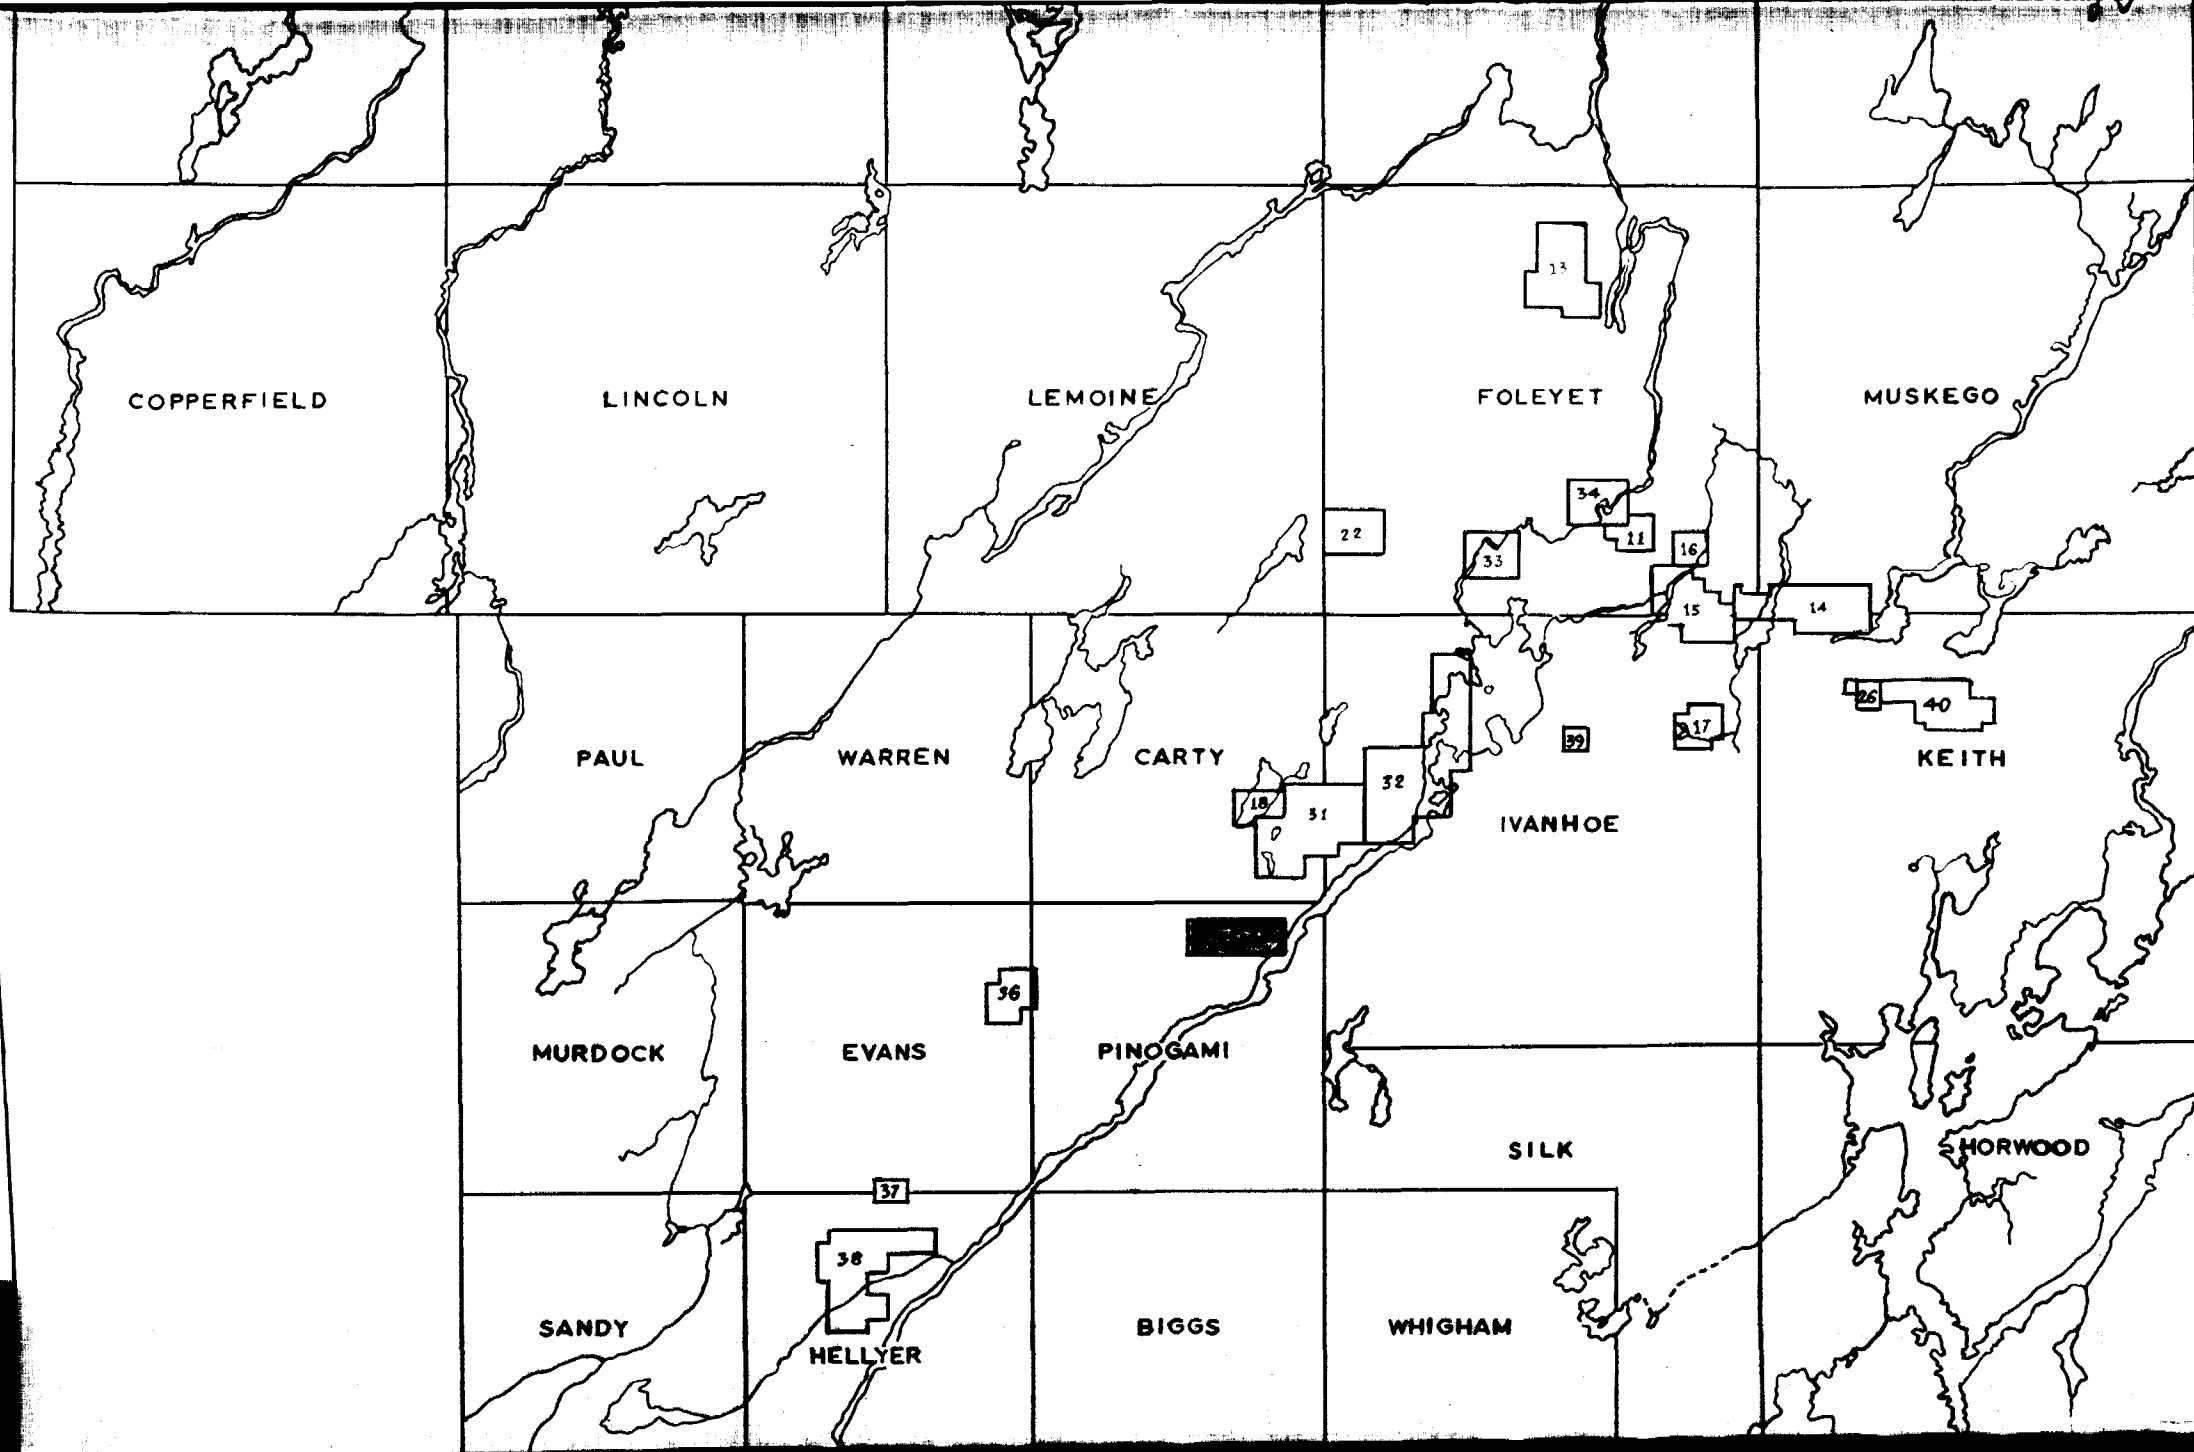 13
COPPERFIELD LINCOLN LEMOINE FOLEYET MUSKEGO
34
22 11
33 16
15 14
26 40
39 17
PAUL WARREN CARTY KEITH
32
18 31
IVANHOE
36
MURDOCK EVANS PINOGAMI
SILK HORWOOD
37
38
SANDY BIGGS WHIGHAM
HELLYER